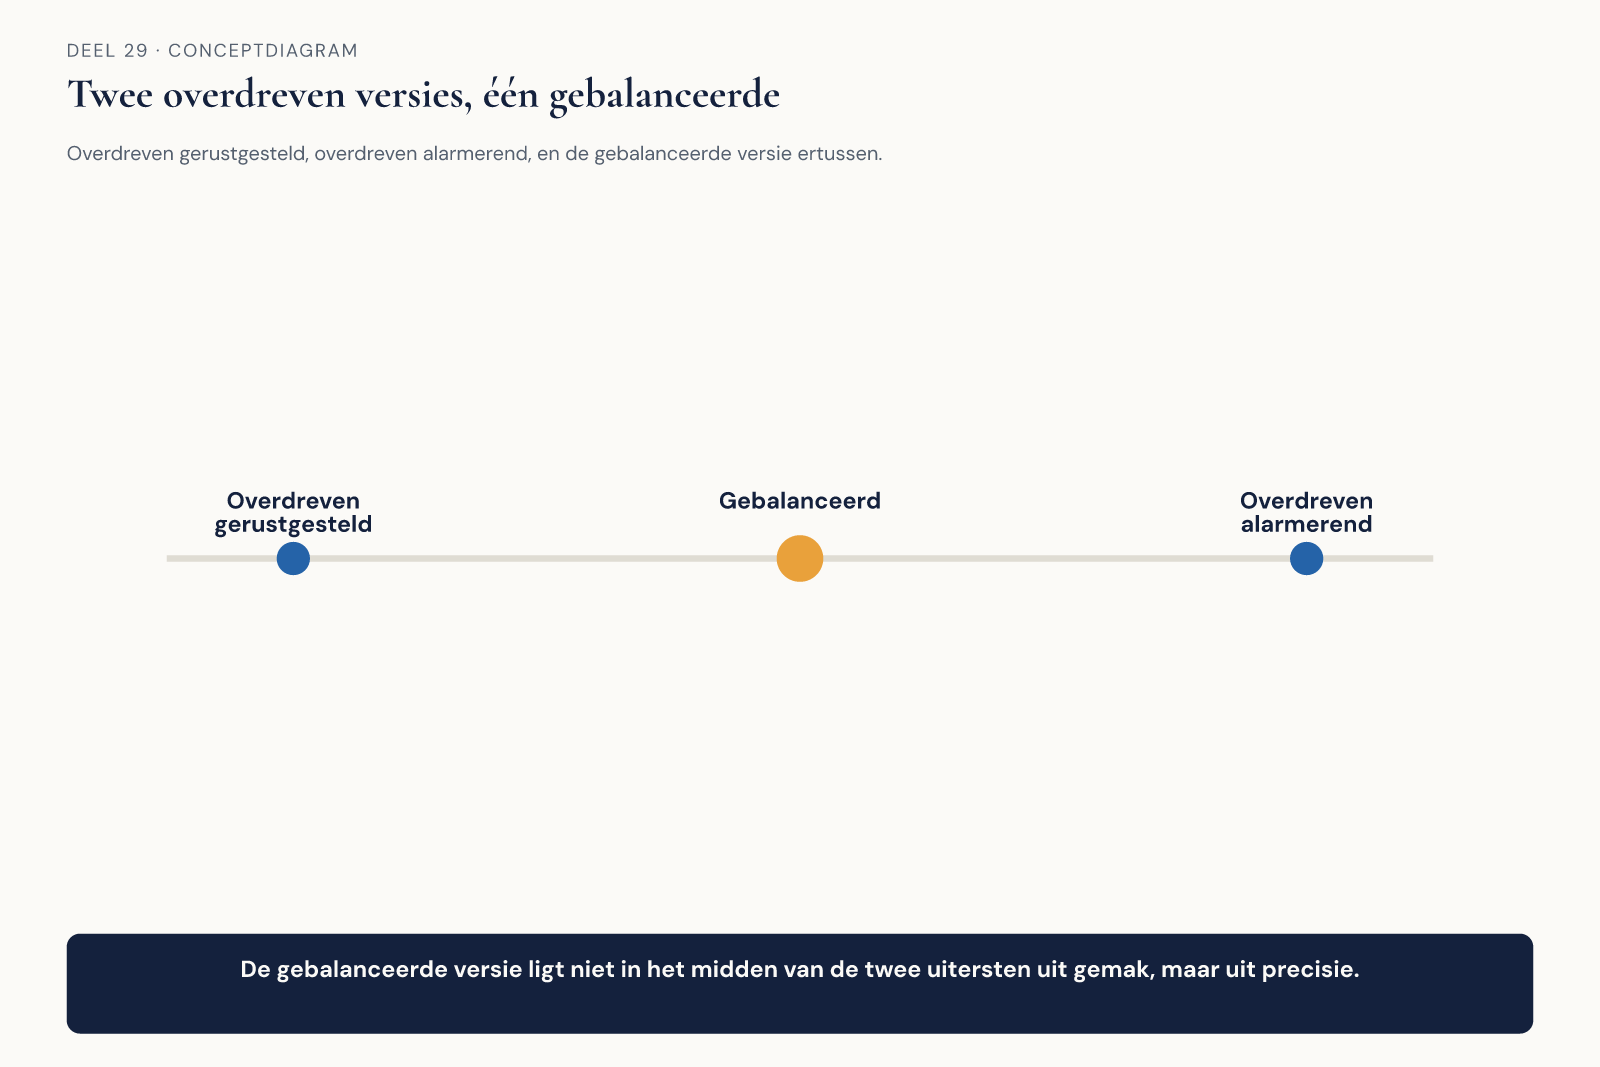 DEEL 29 · CONCEPTDIAGRAM
Twee overdreven versies, één gebalanceerde
Overdreven gerustgesteld, overdreven alarmerend, en de gebalanceerde versie ertussen.
Overdreven
gerustgesteld
Gebalanceerd
Overdreven
alarmerend
De gebalanceerde versie ligt niet in het midden van de twee uitersten uit gemak, maar uit precisie.